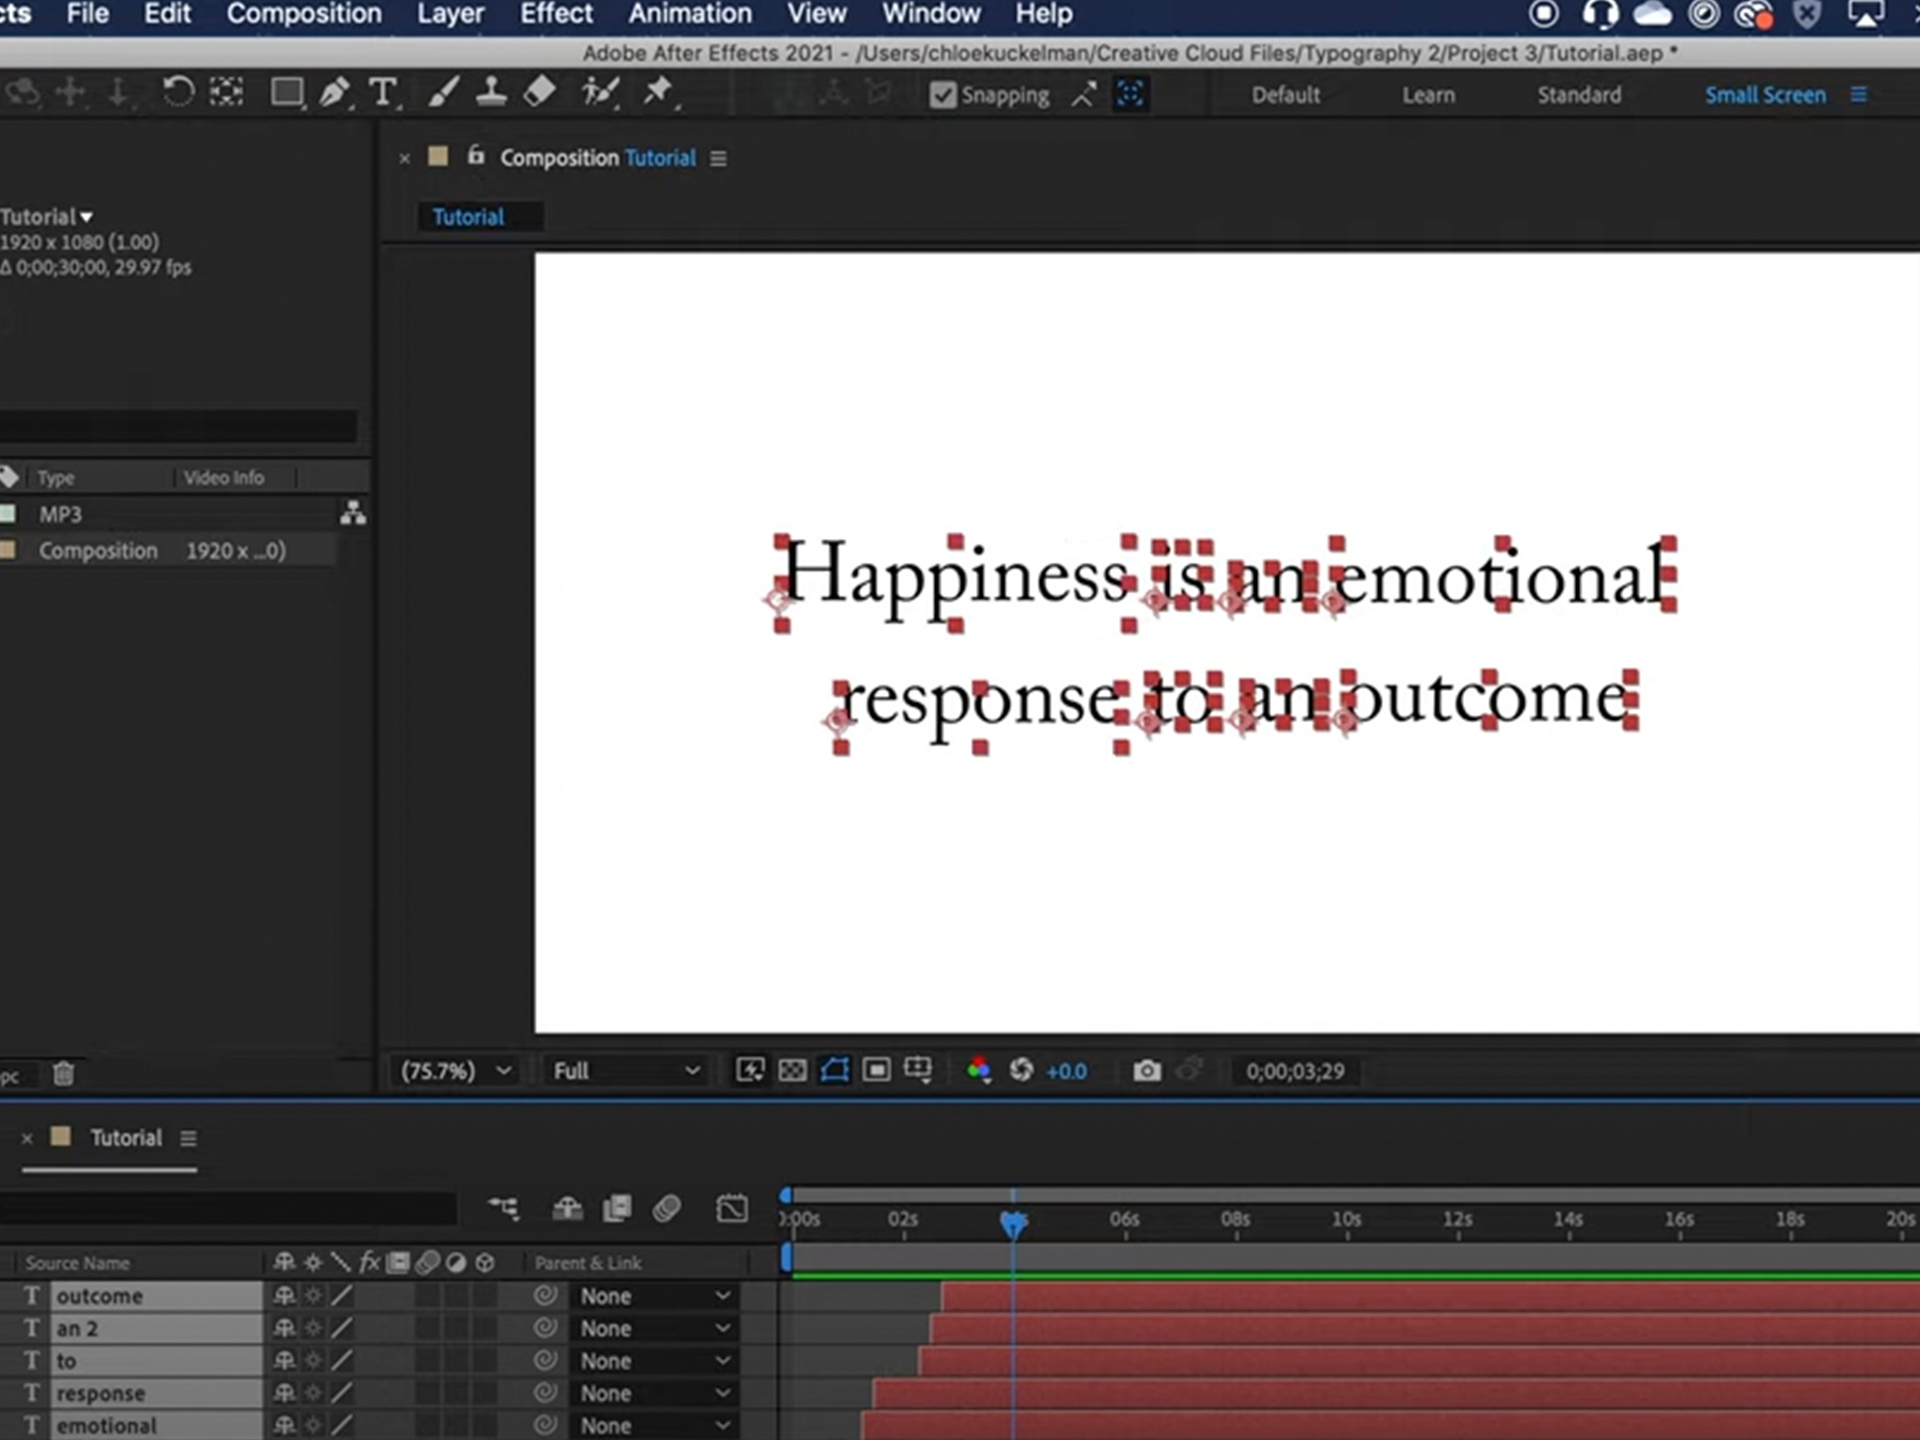 cts File Edit Composition Layer Effect Animation View Window Help
Adobe After Effects 2021 - /Users/chloekuckelman/Creative Cloud Files/Typography 2/Project 3/Tutorial.aep *
T Snapping Default Learn Standard Small Screen
Composition Tutorial
Tutorial
Tutorial
1920 x 1080 (1.00)
Δ 0;00;30;00, 29.97 fps
Type Video Info
MP3
Composition 1920 x ...0)
Happiness is an emotional
response to an outcome
pc (75.7%) Full +0.0 0;00;03;29
Tutorial
0:00s 02s 06s 08s 10s 12s 14s 16s 18s 20s
Source Name fx Parent & Link
T outcome None
T an 2 None
T to None
T response None
T emotional None